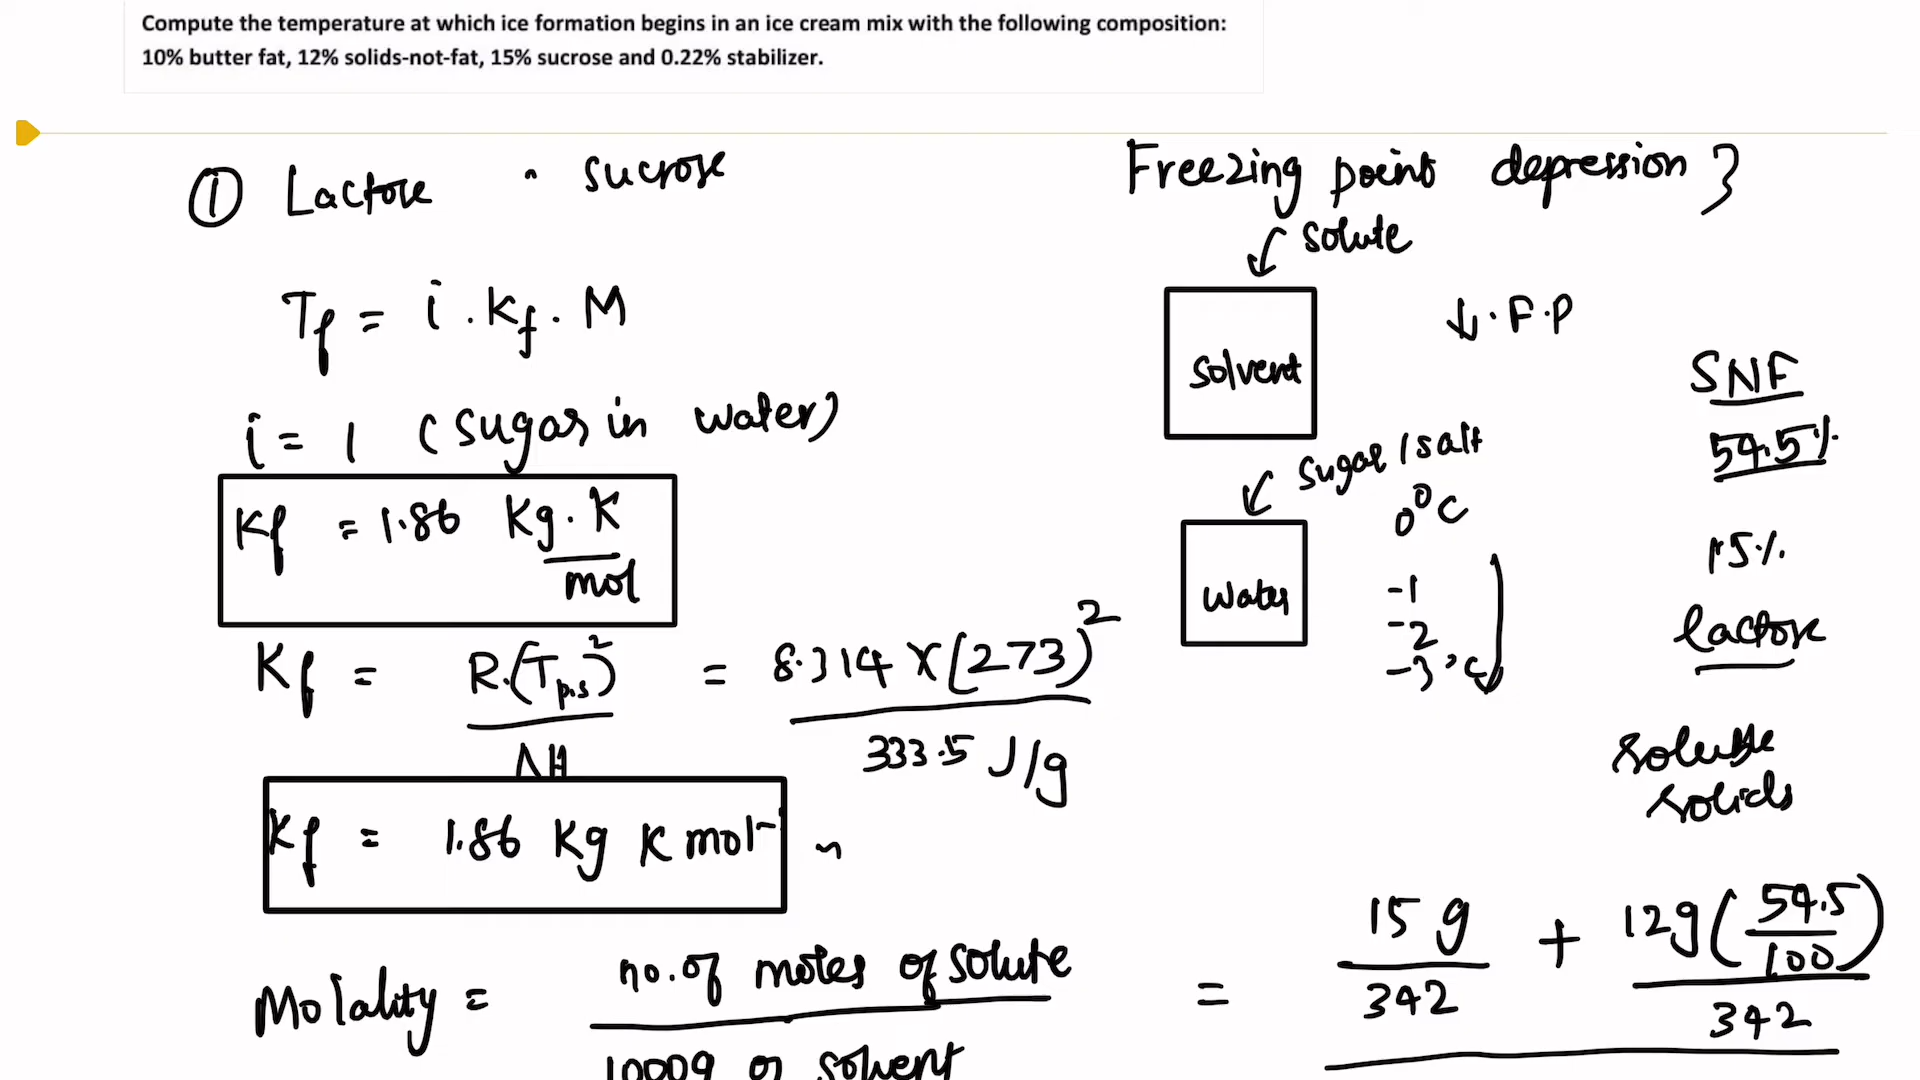 Compute the temperature at which ice formation begins in an ice cream mix with the following composition:
10% butter fat, 12% solids-not-fat, 15% sucrose and 0.22% stabilizer.
① Lactose · sucrose
Tf = i . Kf . M
i = 1 (sugar in water)
Kf = 1.86 Kg. K / mol
Kf = R.(Tp.s)² / ΔH = 8.314 X (273)² / 333.5 J/g
Kf = 1.86 Kg K mol⁻¹
Molality = no. of moles of solute / 1000g of solvent = 15 g / 342 + 12g (54.5 / 100) / 342
Freezing point depression }
solute
solvent
↓ . F.P
sugar / salt
water
0°C
-1
-2
-3°C
SNF
54.5%
15%
lactose
soluble
solids